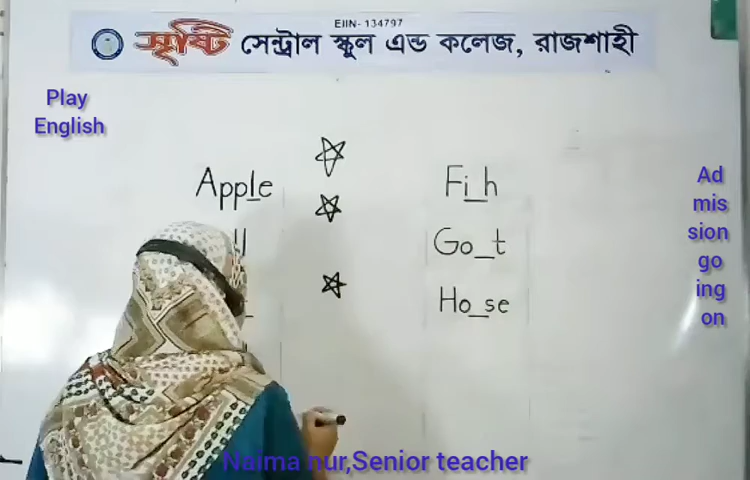 EIIN- 134797
সৃষ্টি সেন্ট্রাল স্কুল এন্ড কলেজ, রাজশাহী
Play
English
Apple
Fi_h
Go_t
Ho_se
Ad
mis
sion
go
ing
on
Naima nur,Senior teacher